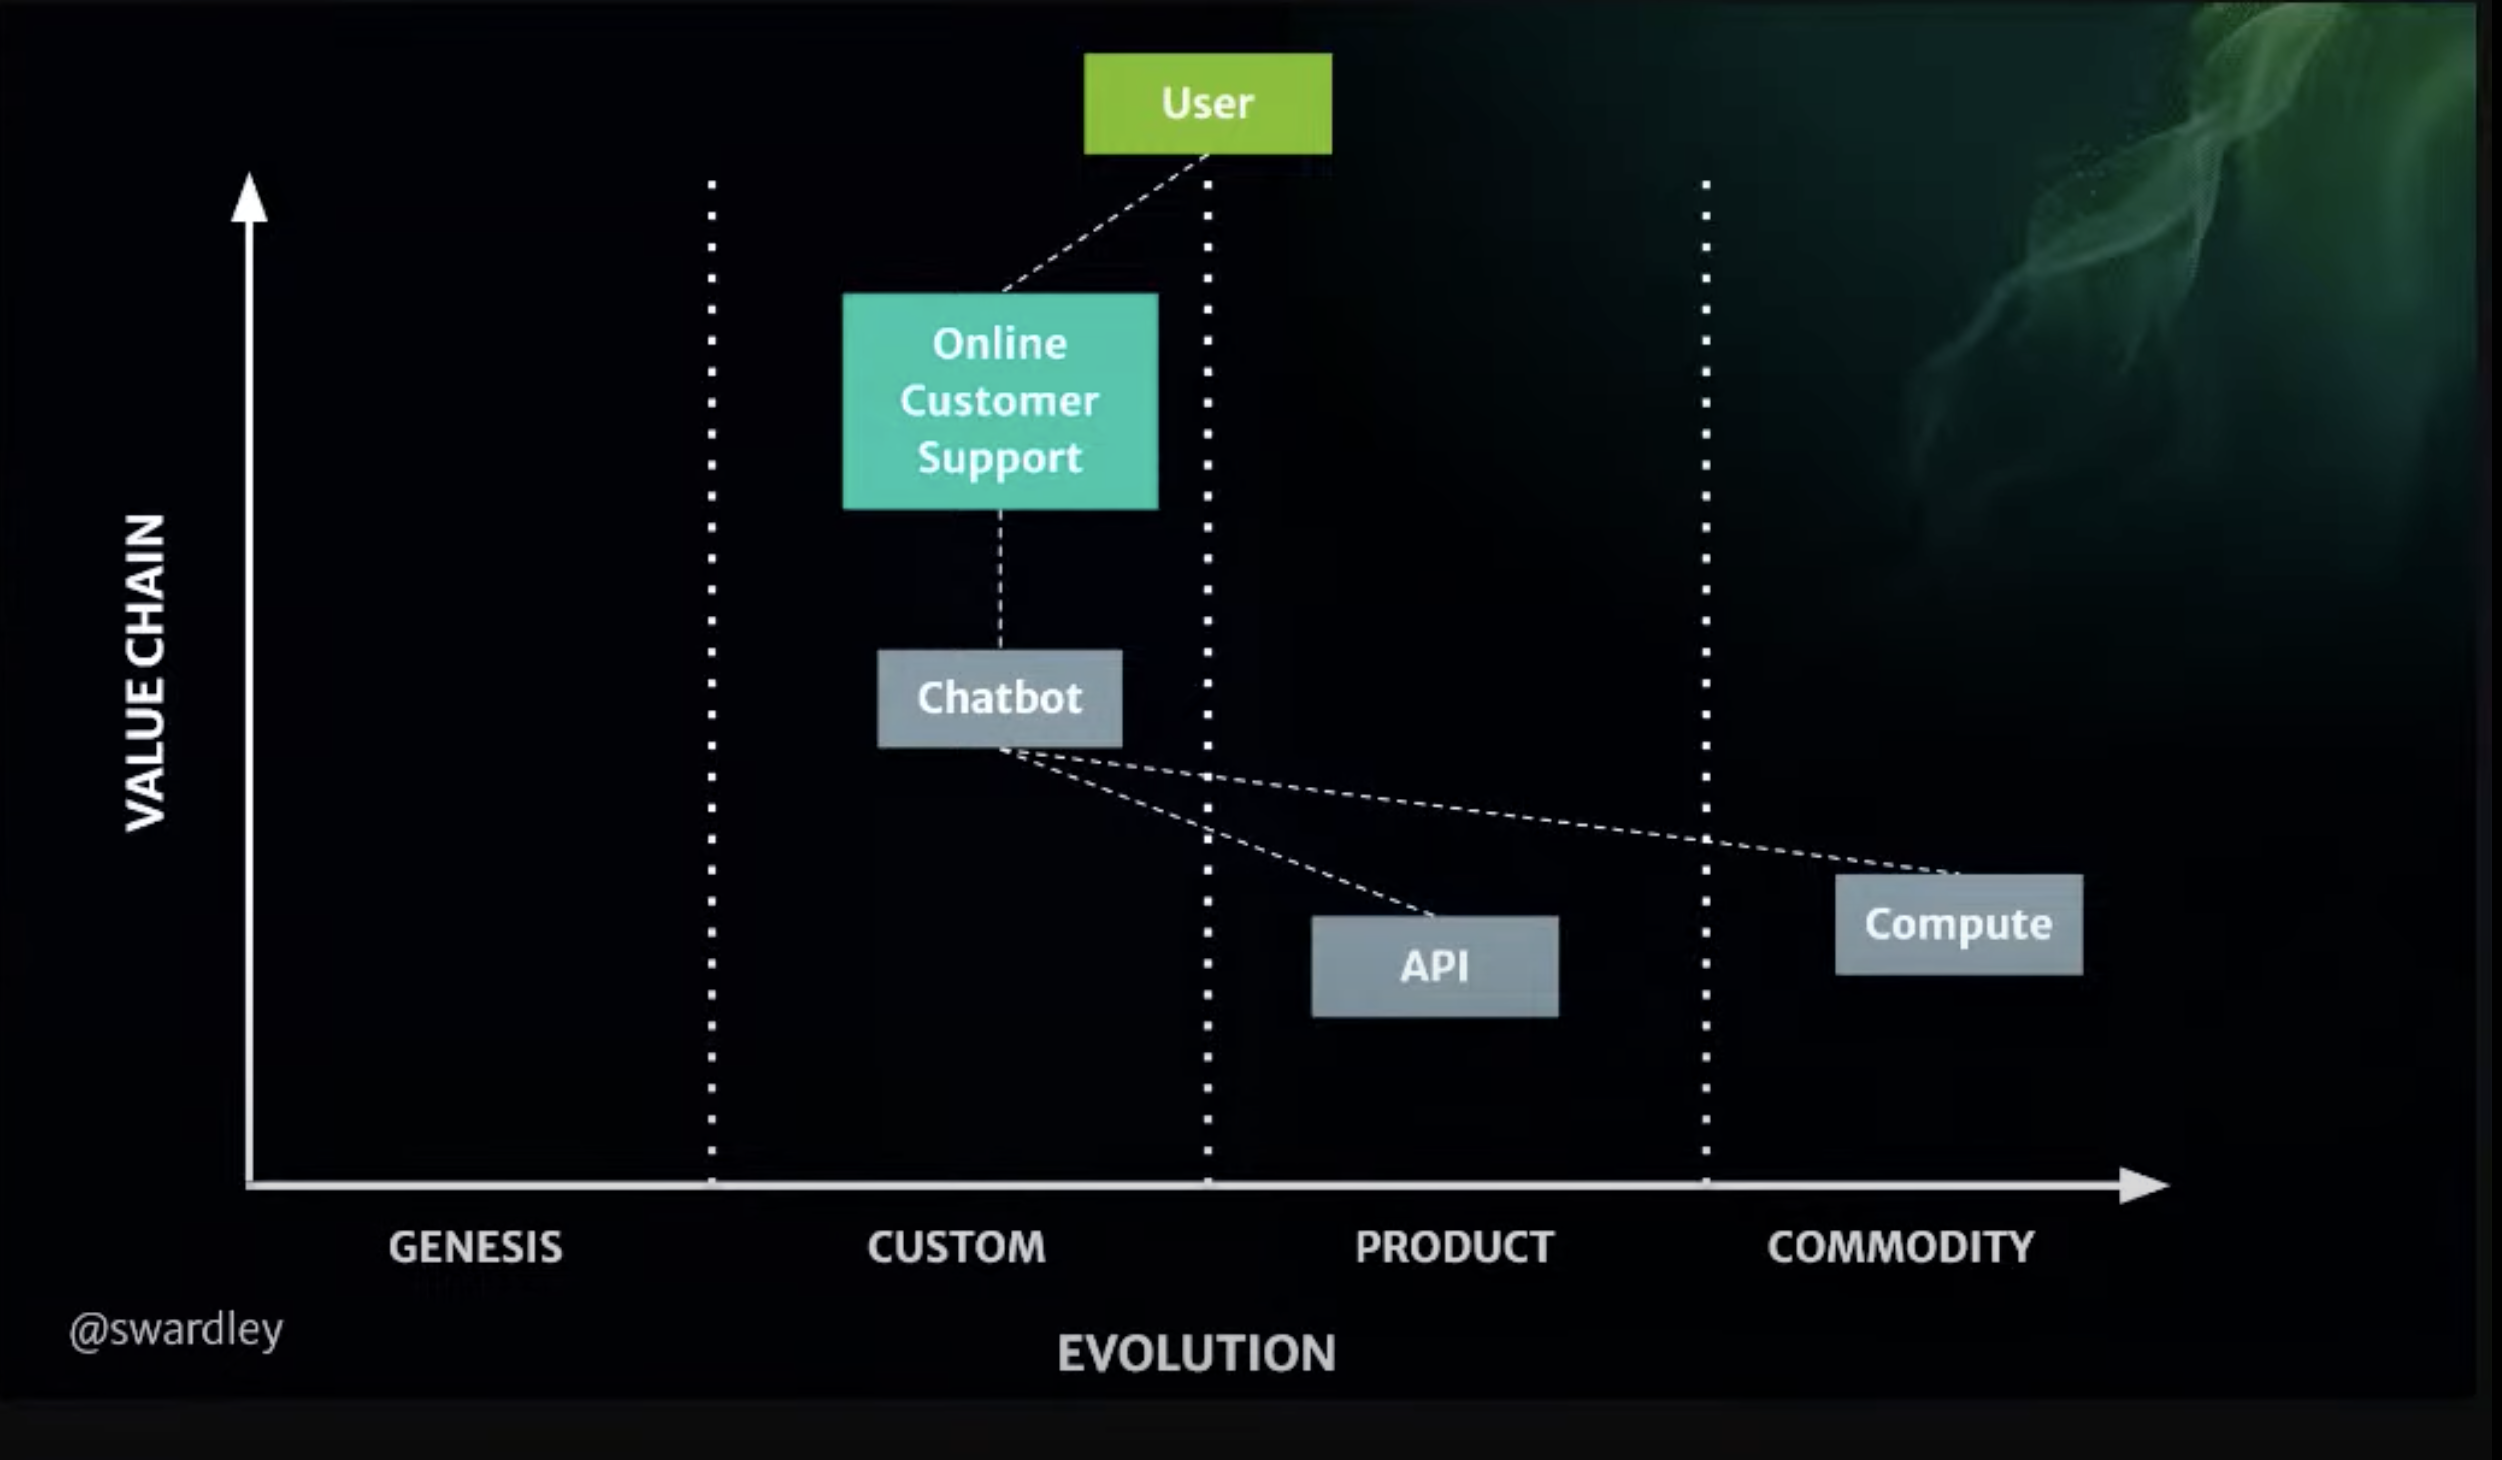 User
Online
Customer
Support
VALUE CHAIN
Chatbot
Compute
API
GENESIS
CUSTOM
PRODUCT
COMMODITY
@swardley
EVOLUTION